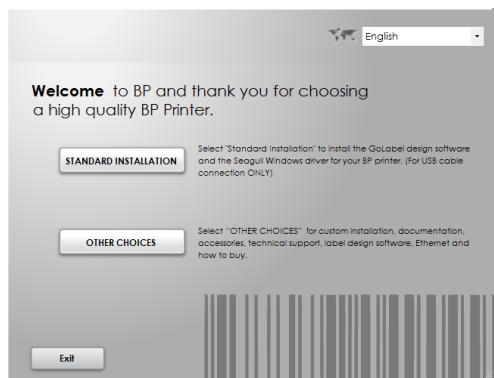 English
Welcome to BP and thank you for choosing
a high quality BP Printer.
STANDARD INSTALLATION
Select "Standard Installation" to install the GoLabel design software
and the Seagull Windows driver for your BP printer. (For USB cable
connection ONLY)
OTHER CHOICES
Select "OTHER CHOICES" for custom installation, documentation,
accessories, technical support, label design software, Ethernet and
how to buy.
Exit